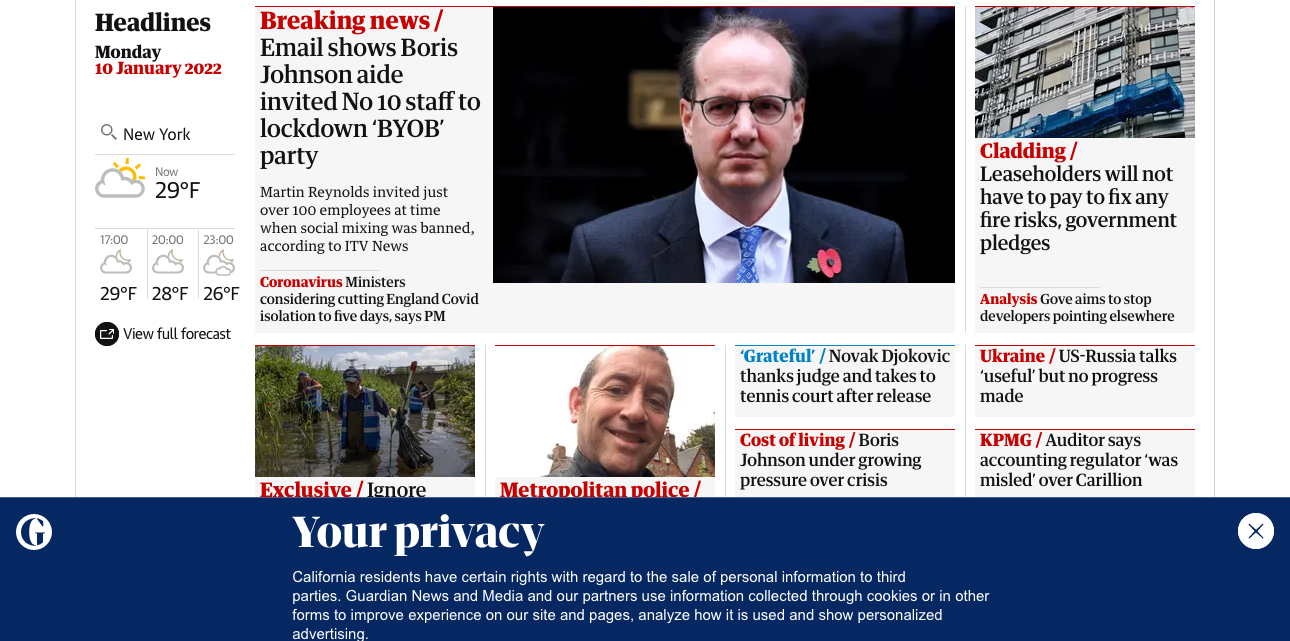 Headlines
Monday
10 January 2022
New York
Now
29°F
17:00
20:00
23:00
29°F
28°F
26°F
View full forecast
Breaking news /
Email shows Boris
Johnson aide
invited No 10 staff to
lockdown ‘BYOB’
party
Martin Reynolds invited just
over 100 employees at time
when social mixing was banned,
according to ITV News
Coronavirus Ministers
considering cutting England Covid
isolation to five days, says PM
Cladding /
Leaseholders will not
have to pay to fix any
fire risks, government
pledges
Analysis Gove aims to stop
developers pointing elsewhere
Exclusive / Ignore
Metropolitan police /
‘Grateful’ / Novak Djokovic
thanks judge and takes to
tennis court after release
Cost of living / Boris
Johnson under growing
pressure over crisis
Ukraine / US-Russia talks
‘useful’ but no progress
made
KPMG / Auditor says
accounting regulator ‘was
misled’ over Carillion
G
Your privacy
California residents have certain rights with regard to the sale of personal information to third
parties. Guardian News and Media and our partners use information collected through cookies or in other
forms to improve experience on our site and pages, analyze how it is used and show personalized
advertising.